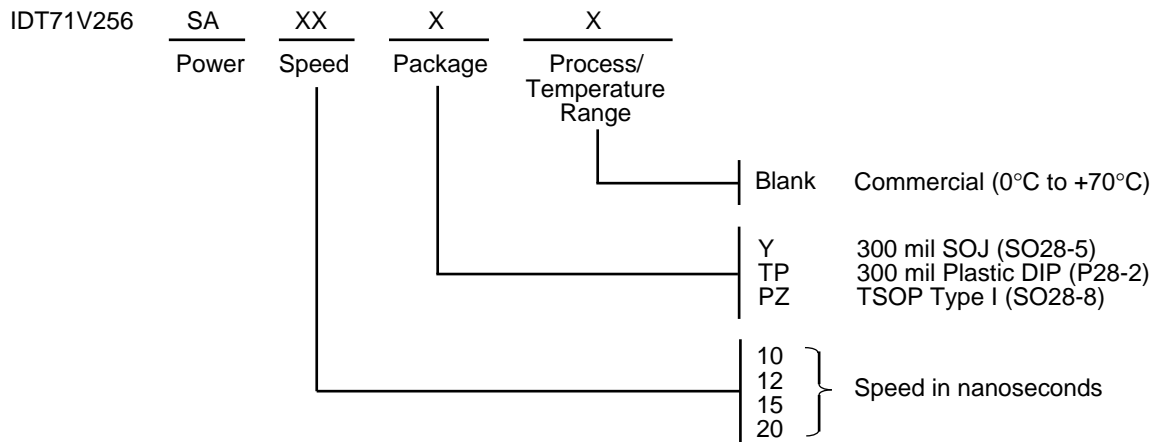 IDT71V256 SA XX X X
Power Speed Package Process/
Temperature
Range
Blank Commercial (0°C to +70°C)
Y 300 mil SOJ (SO28-5)
TP 300 mil Plastic DIP (P28-2)
PZ TSOP Type I (SO28-8)
10
12
15
20
Speed in nanoseconds